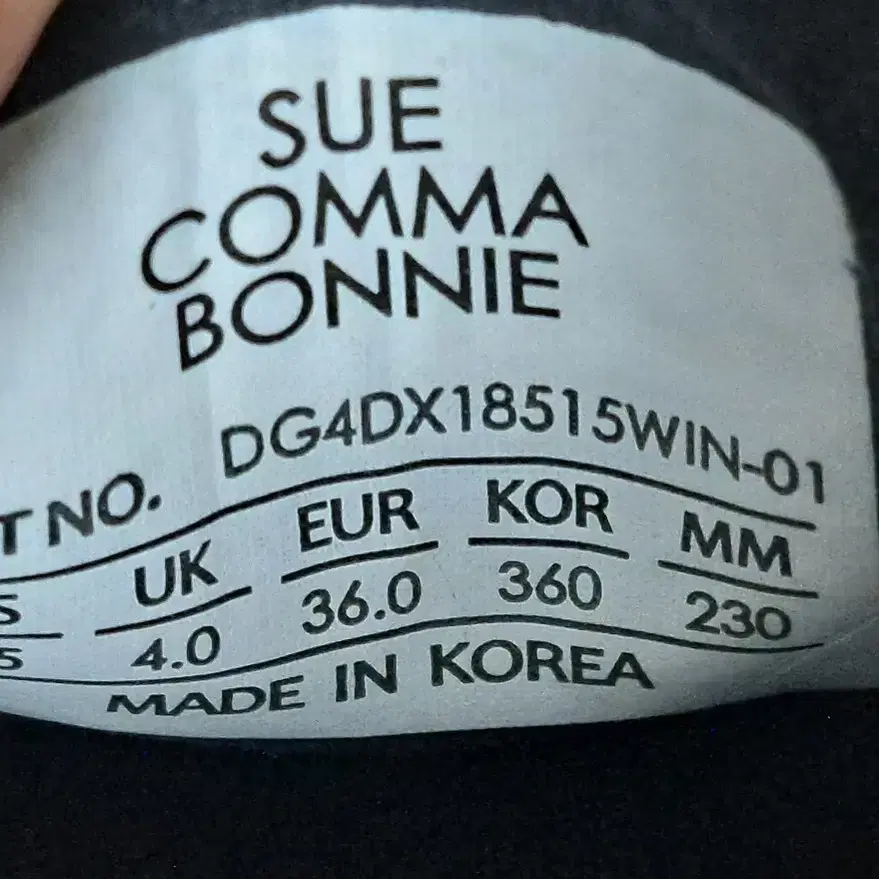 SUE
COMMA
BONNIE
T NO. DG4DX18515WIN-01
S UK EUR KOR MM
5 4.0 36.0 360 230
MADE IN KOREA